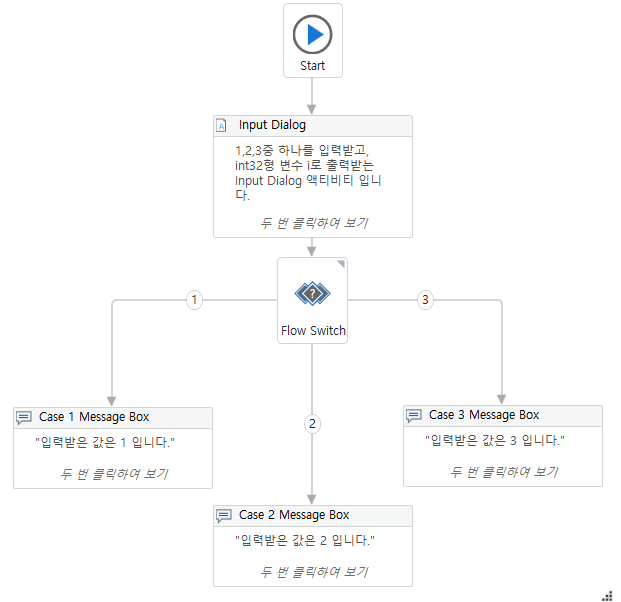 Start
Input Dialog
1,2,3중 하나를 입력받고,
int32형 변수 i로 출력받는
Input Dialog 액티비티 입니
다.
두 번 클릭하여 보기
Flow Switch
1
3
2
Case 1 Message Box
"입력받은 값은 1 입니다."
두 번 클릭하여 보기
Case 3 Message Box
"입력받은 값은 3 입니다."
두 번 클릭하여 보기
Case 2 Message Box
"입력받은 값은 2 입니다."
두 번 클릭하여 보기